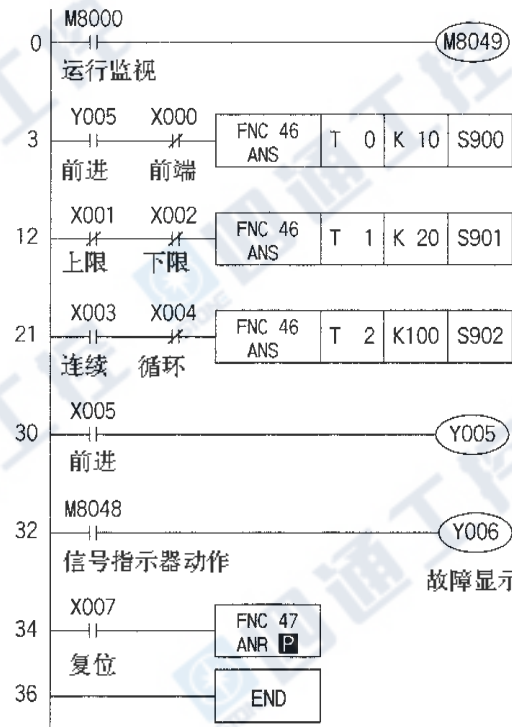 M8000
0 M8049
运行监视
Y005 X000
3 FNC 46 ANS T 0 K 10 S900
前进 前端
X001 X002
12 FNC 46 ANS T 1 K 20 S901
上限 下限
X003 X004
21 FNC 46 ANS T 2 K100 S902
连续 循环
X005
30 Y005
前进
M8048
32 Y006
信号指示器动作
故障显示
X007
34 FNC 47 ANR P
复位
36 END